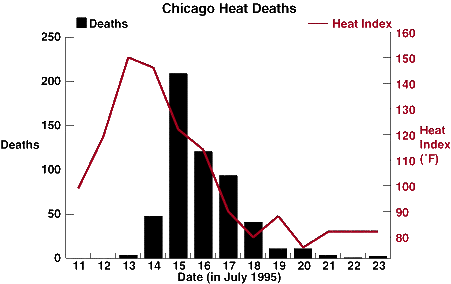 Chicago Heat Deaths
Deaths
Heat Index
250
200
150
100
50
0
Deaths
160
150
140
130
120
110
100
90
80
Heat
Index
(˚F)
11 12 13 14 15 16 17 18 19 20 21 22 23
Date (in July 1995)